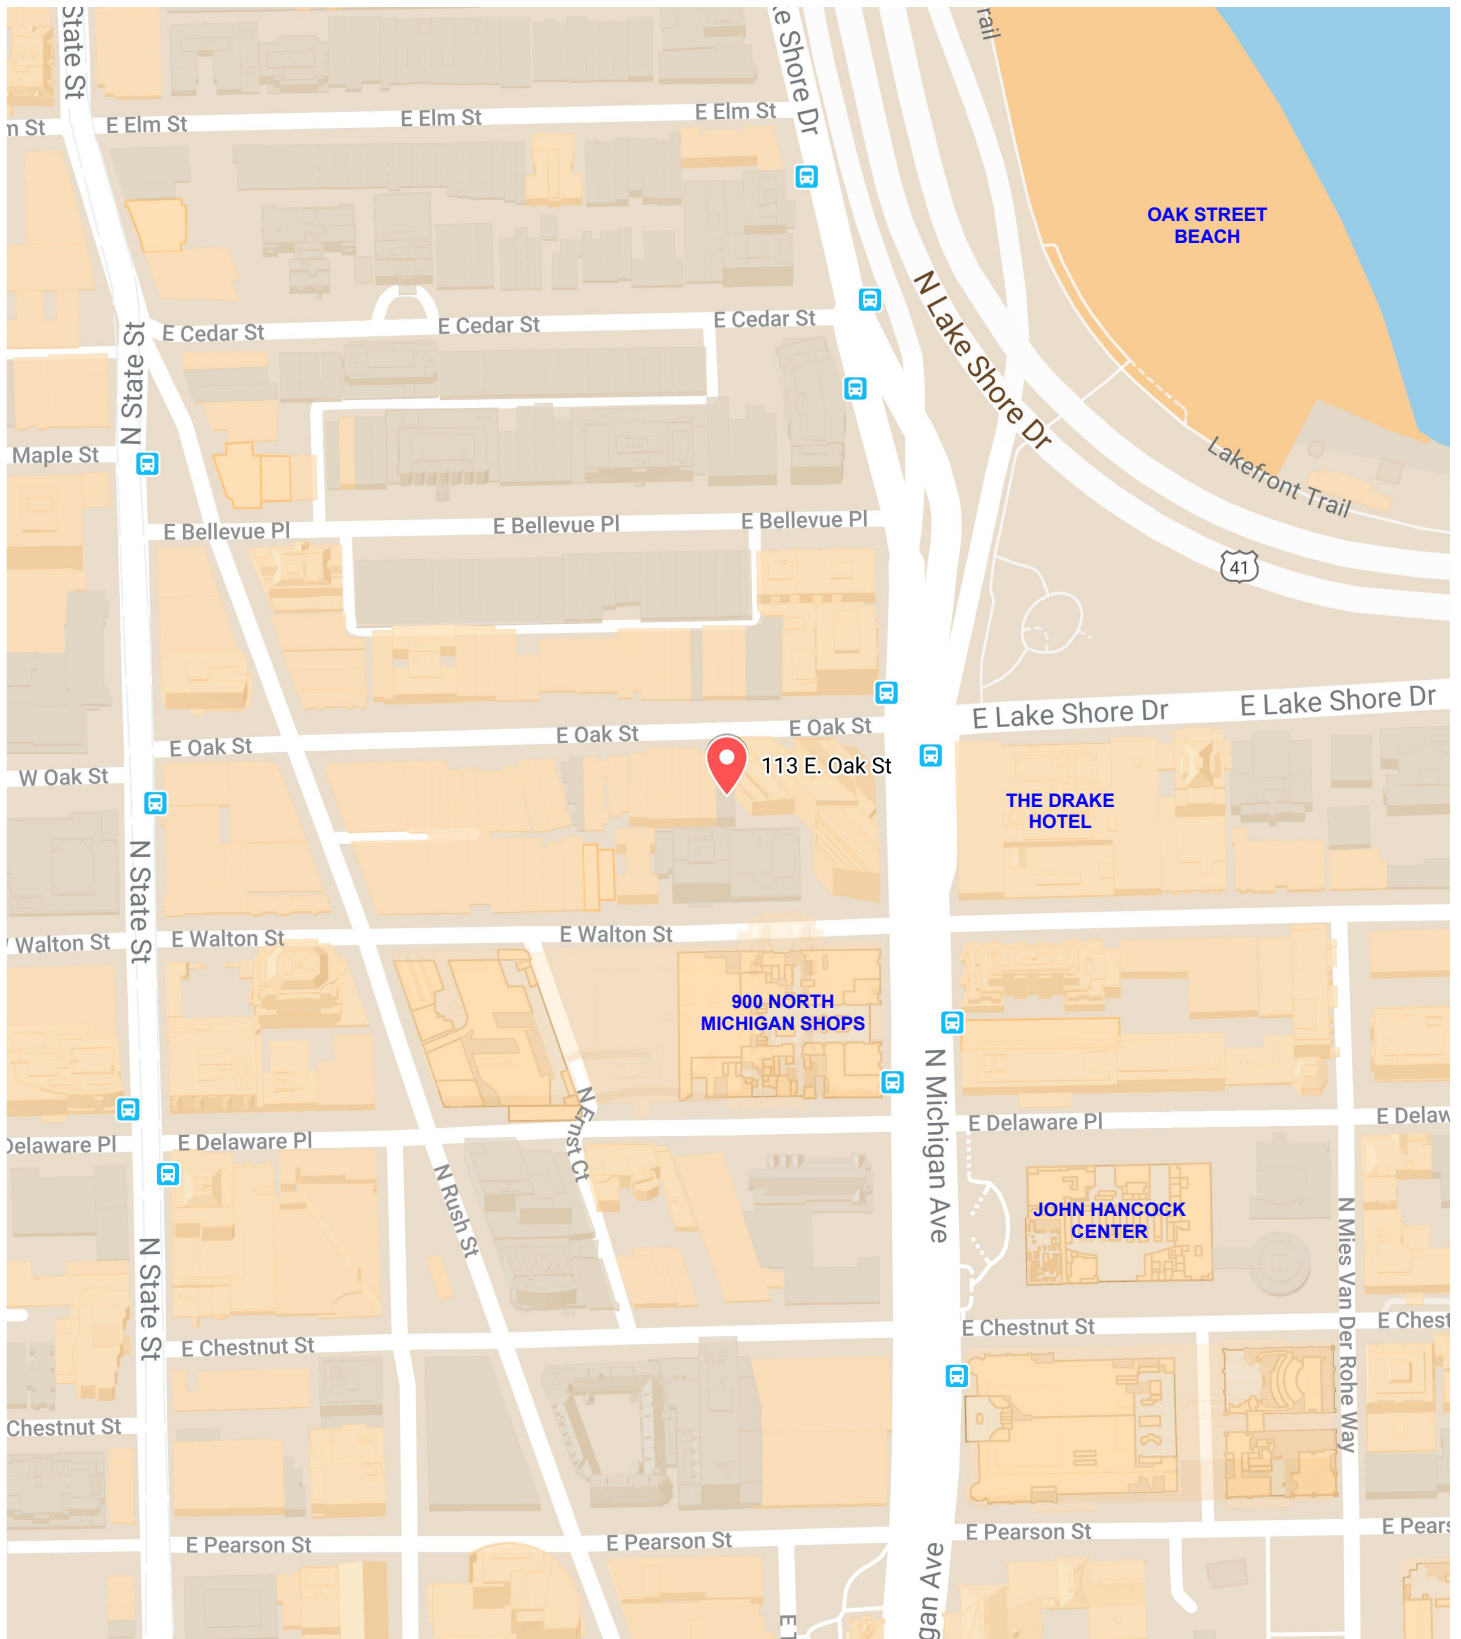 State St
e Shore Dr
rail
E Elm St
E Elm St
E Elm St
m St
OAK STREET
BEACH
N Lake Shore Dr
E Cedar St
E Cedar St
E Cedar St
N State St
Maple St
Lakefront Trail
E Bellevue Pl
E Bellevue Pl
E Bellevue Pl
41
E Lake Shore Dr
E Lake Shore Dr
E Oak St
E Oak St
E Oak St
W Oak St
113 E. Oak St
THE DRAKE
HOTEL
N State St
Walton St
E Walton St
E Walton St
900 NORTH
MICHIGAN SHOPS
N Michigan Ave
N Ernst Ct
E Delaware Pl
E Delaw
Delaware Pl
E Delaware Pl
N Rush St
JOHN HANCOCK
CENTER
N Mies Van Der Rohe Way
N State St
E Chestnut St
E Chest
E Chestnut St
Chestnut St
E Pearson St
E Pearson St
E Pearson St
E Pears
gan Ave
E T